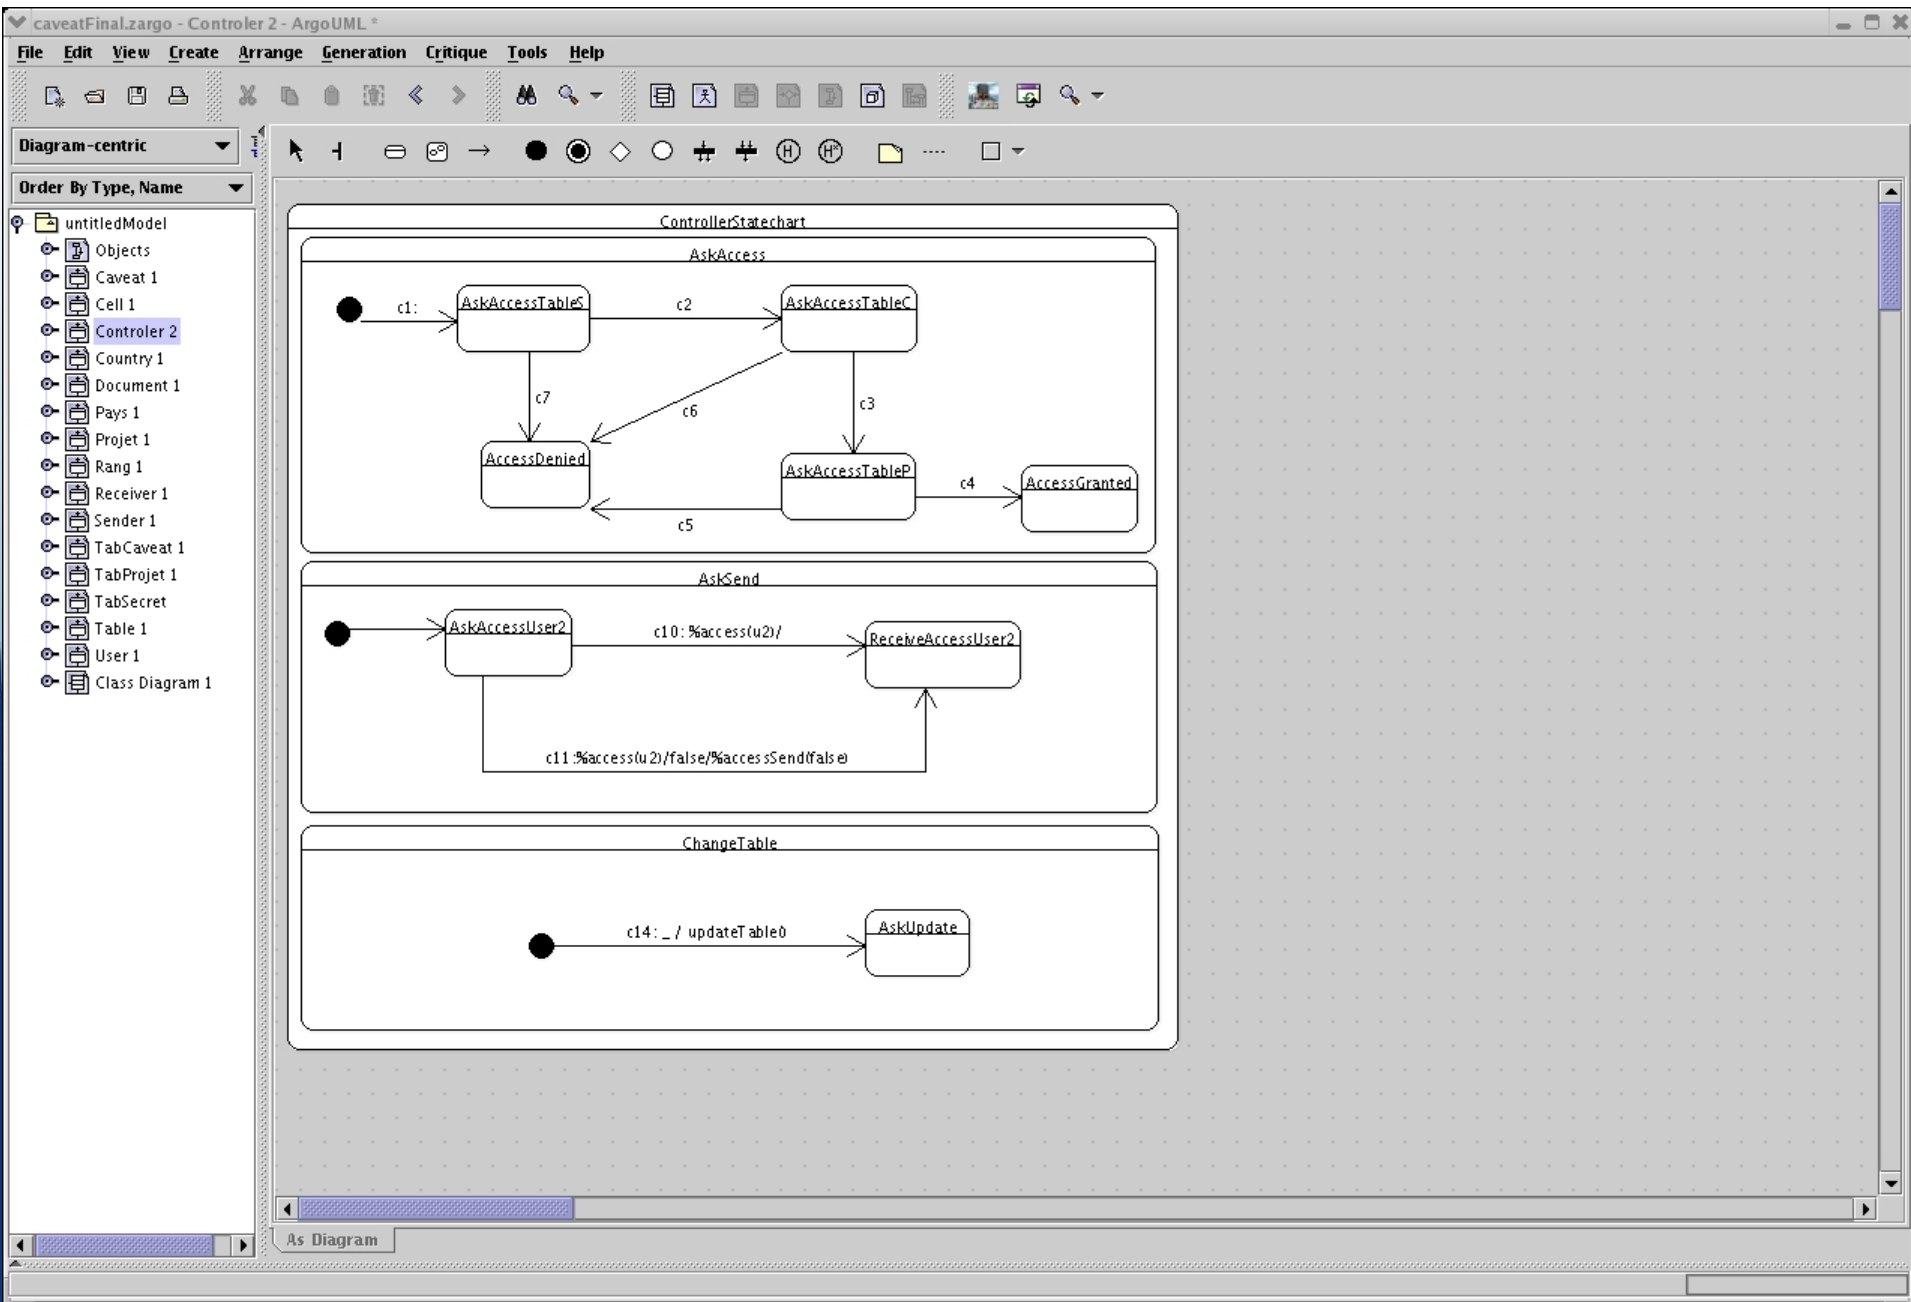 caveatFinal.zargo - Controler 2 - ArgoUML *
File Edit View Create Arrange Generation Critique Tools Help
Diagram-centric
Order By Type, Name
untitledModel
Objects
Caveat 1
Cell 1
Controler 2
Country 1
Document 1
Pays 1
Projet 1
Rang 1
Receiver 1
Sender 1
TabCaveat 1
TabProjet 1
TabSecret
Table 1
User 1
Class Diagram 1
H H*
ControllerStatechart
AskAccess
c1:
AskAccessTableS
c2
AskAccessTableC
c7
c6
c3
AccessDenied
AskAccessTableP
c4
AccessGranted
c5
AskSend
AskAccessUser2
c10: %access(u2)/
ReceiveAccessUser2
c11:%access(u2)/false/%accessSend(false)
ChangeTable
c14: _ / updateTable()
AskUpdate
As Diagram